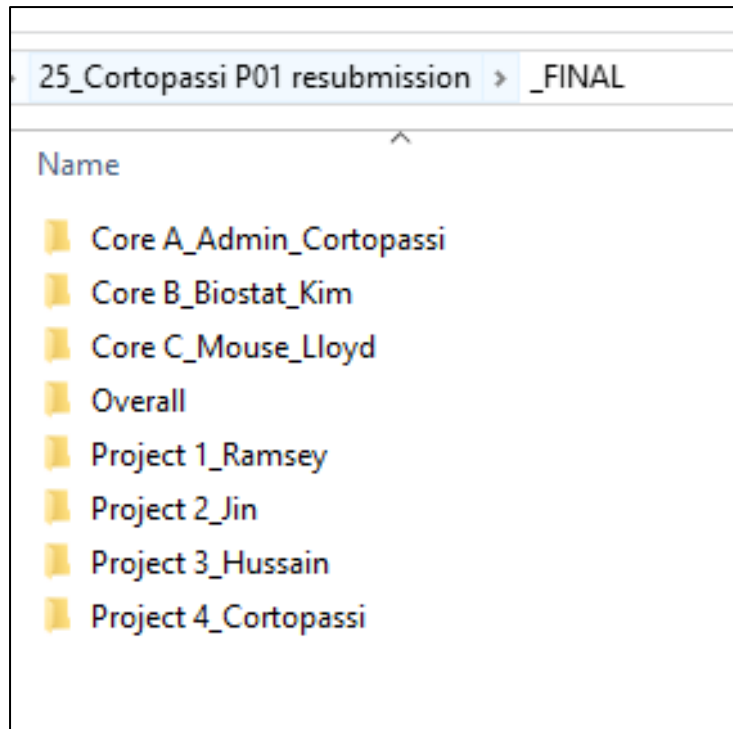 25_Cortopassi P01 resubmission > _FINAL
Name
Core A_Admin_Cortopassi
Core B_Biostat_Kim
Core C_Mouse_Lloyd
Overall
Project 1_Ramsey
Project 2_Jin
Project 3_Hussain
Project 4_Cortopassi